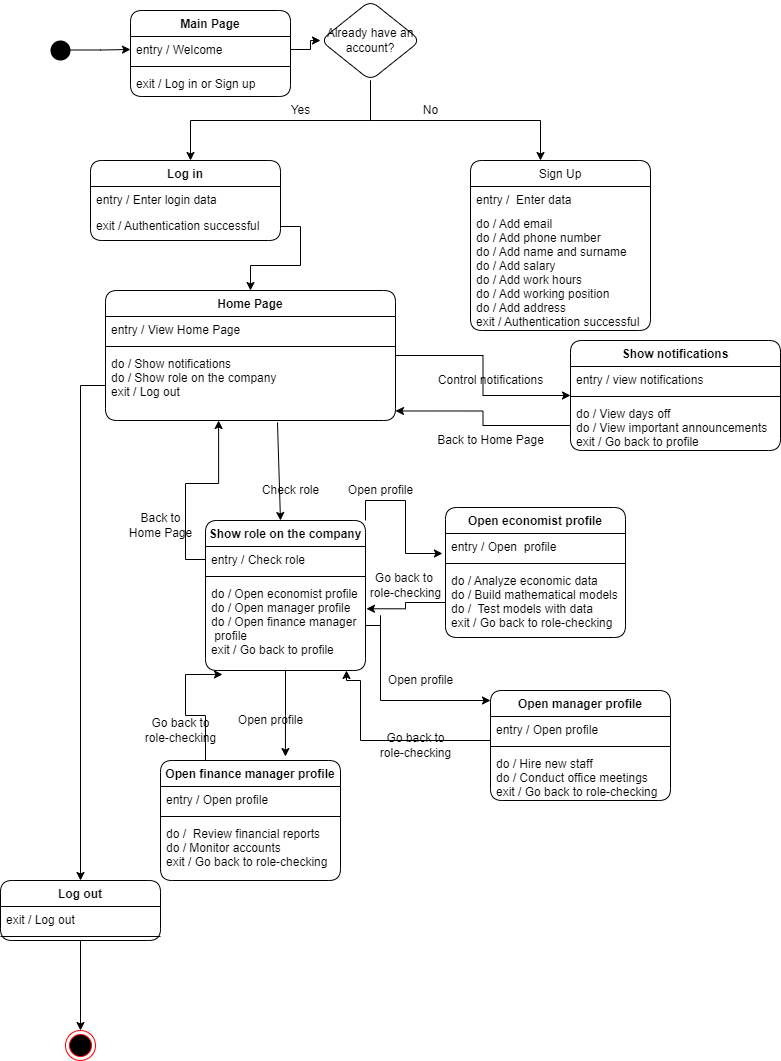 Main Page
entry / Welcome
exit / Log in or Sign up
Already have an
account?
Yes
No
Log in
entry / Enter login data
exit / Authentication successful
Sign Up
entry /  Enter data
do / Add email
do / Add phone number
do / Add name and surname
do / Add salary
do / Add work hours
do / Add working position
do / Add address
exit / Authentication successful
Home Page
entry / View Home Page
do / Show notifications
do / Show role on the company
exit / Log out
Control notifications
Back to Home Page
Show notifications
entry / view notifications
do / View days off
do / View important announcements
exit / Go back to profile
Check role
Open profile
Back to
Home Page
Show role on the company
entry / Check role
do / Open economist profile
do / Open manager profile
do / Open finance manager
profile
exit / Go back to profile
Open economist profile
entry / Open  profile
do / Analyze economic data
do / Build mathematical models
do /  Test models with data
exit / Go back to role-checking
Go back to
role-checking
Open profile
Go back to
role-checking
Open manager profile
entry / Open profile
do / Hire new staff
do / Conduct office meetings
exit / Go back to role-checking
Go back to
role-checking
Open profile
Open finance manager profile
entry / Open profile
do /  Review financial reports
do / Monitor accounts
exit / Go back to role-checking
Log out
exit / Log out